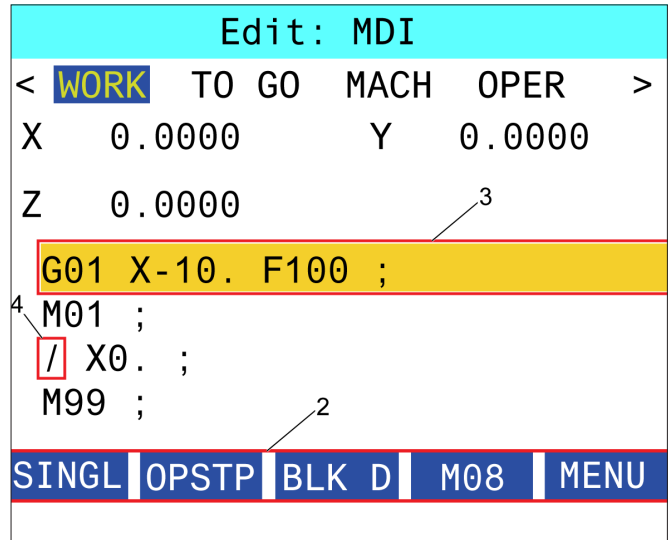 Edit: MDI
< WORK TO GO MACH OPER >
X 0.0000 Y 0.0000
Z 0.0000
3
G01 X-10. F100 ;
4
M01 ;
/ X0. ;
M99 ;
2
SINGL OPSTP BLK D M08 MENU